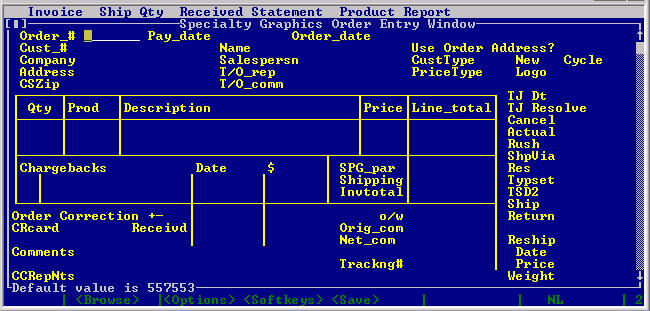 Invoice Ship Qty Received Statement Product Report
Specialty Graphics Order Entry Window
Order_# Pay_date Order_date
Cust_# Name Use Order Address?
Company Salespersn CustType New Cycle
Address T/O_rep PriceType Logo
CSZip T/O_comm
TJ Dt
Qty Prod Description Price Line_total TJ Resolve
Cancel
Actual
Rush
ShpVia
Chargebacks Date $ SPG_par Res
Shipping Typset
Invtotal TSD2
Ship
Order Correction +- o/w Return
CRcard Receivd Orig_com
Net_com Reship
Comments Date
Trackng# Price
CCRepNts Weight
Default value is 557553
<Browse> <Options> <Softkeys> <Save> NL 2